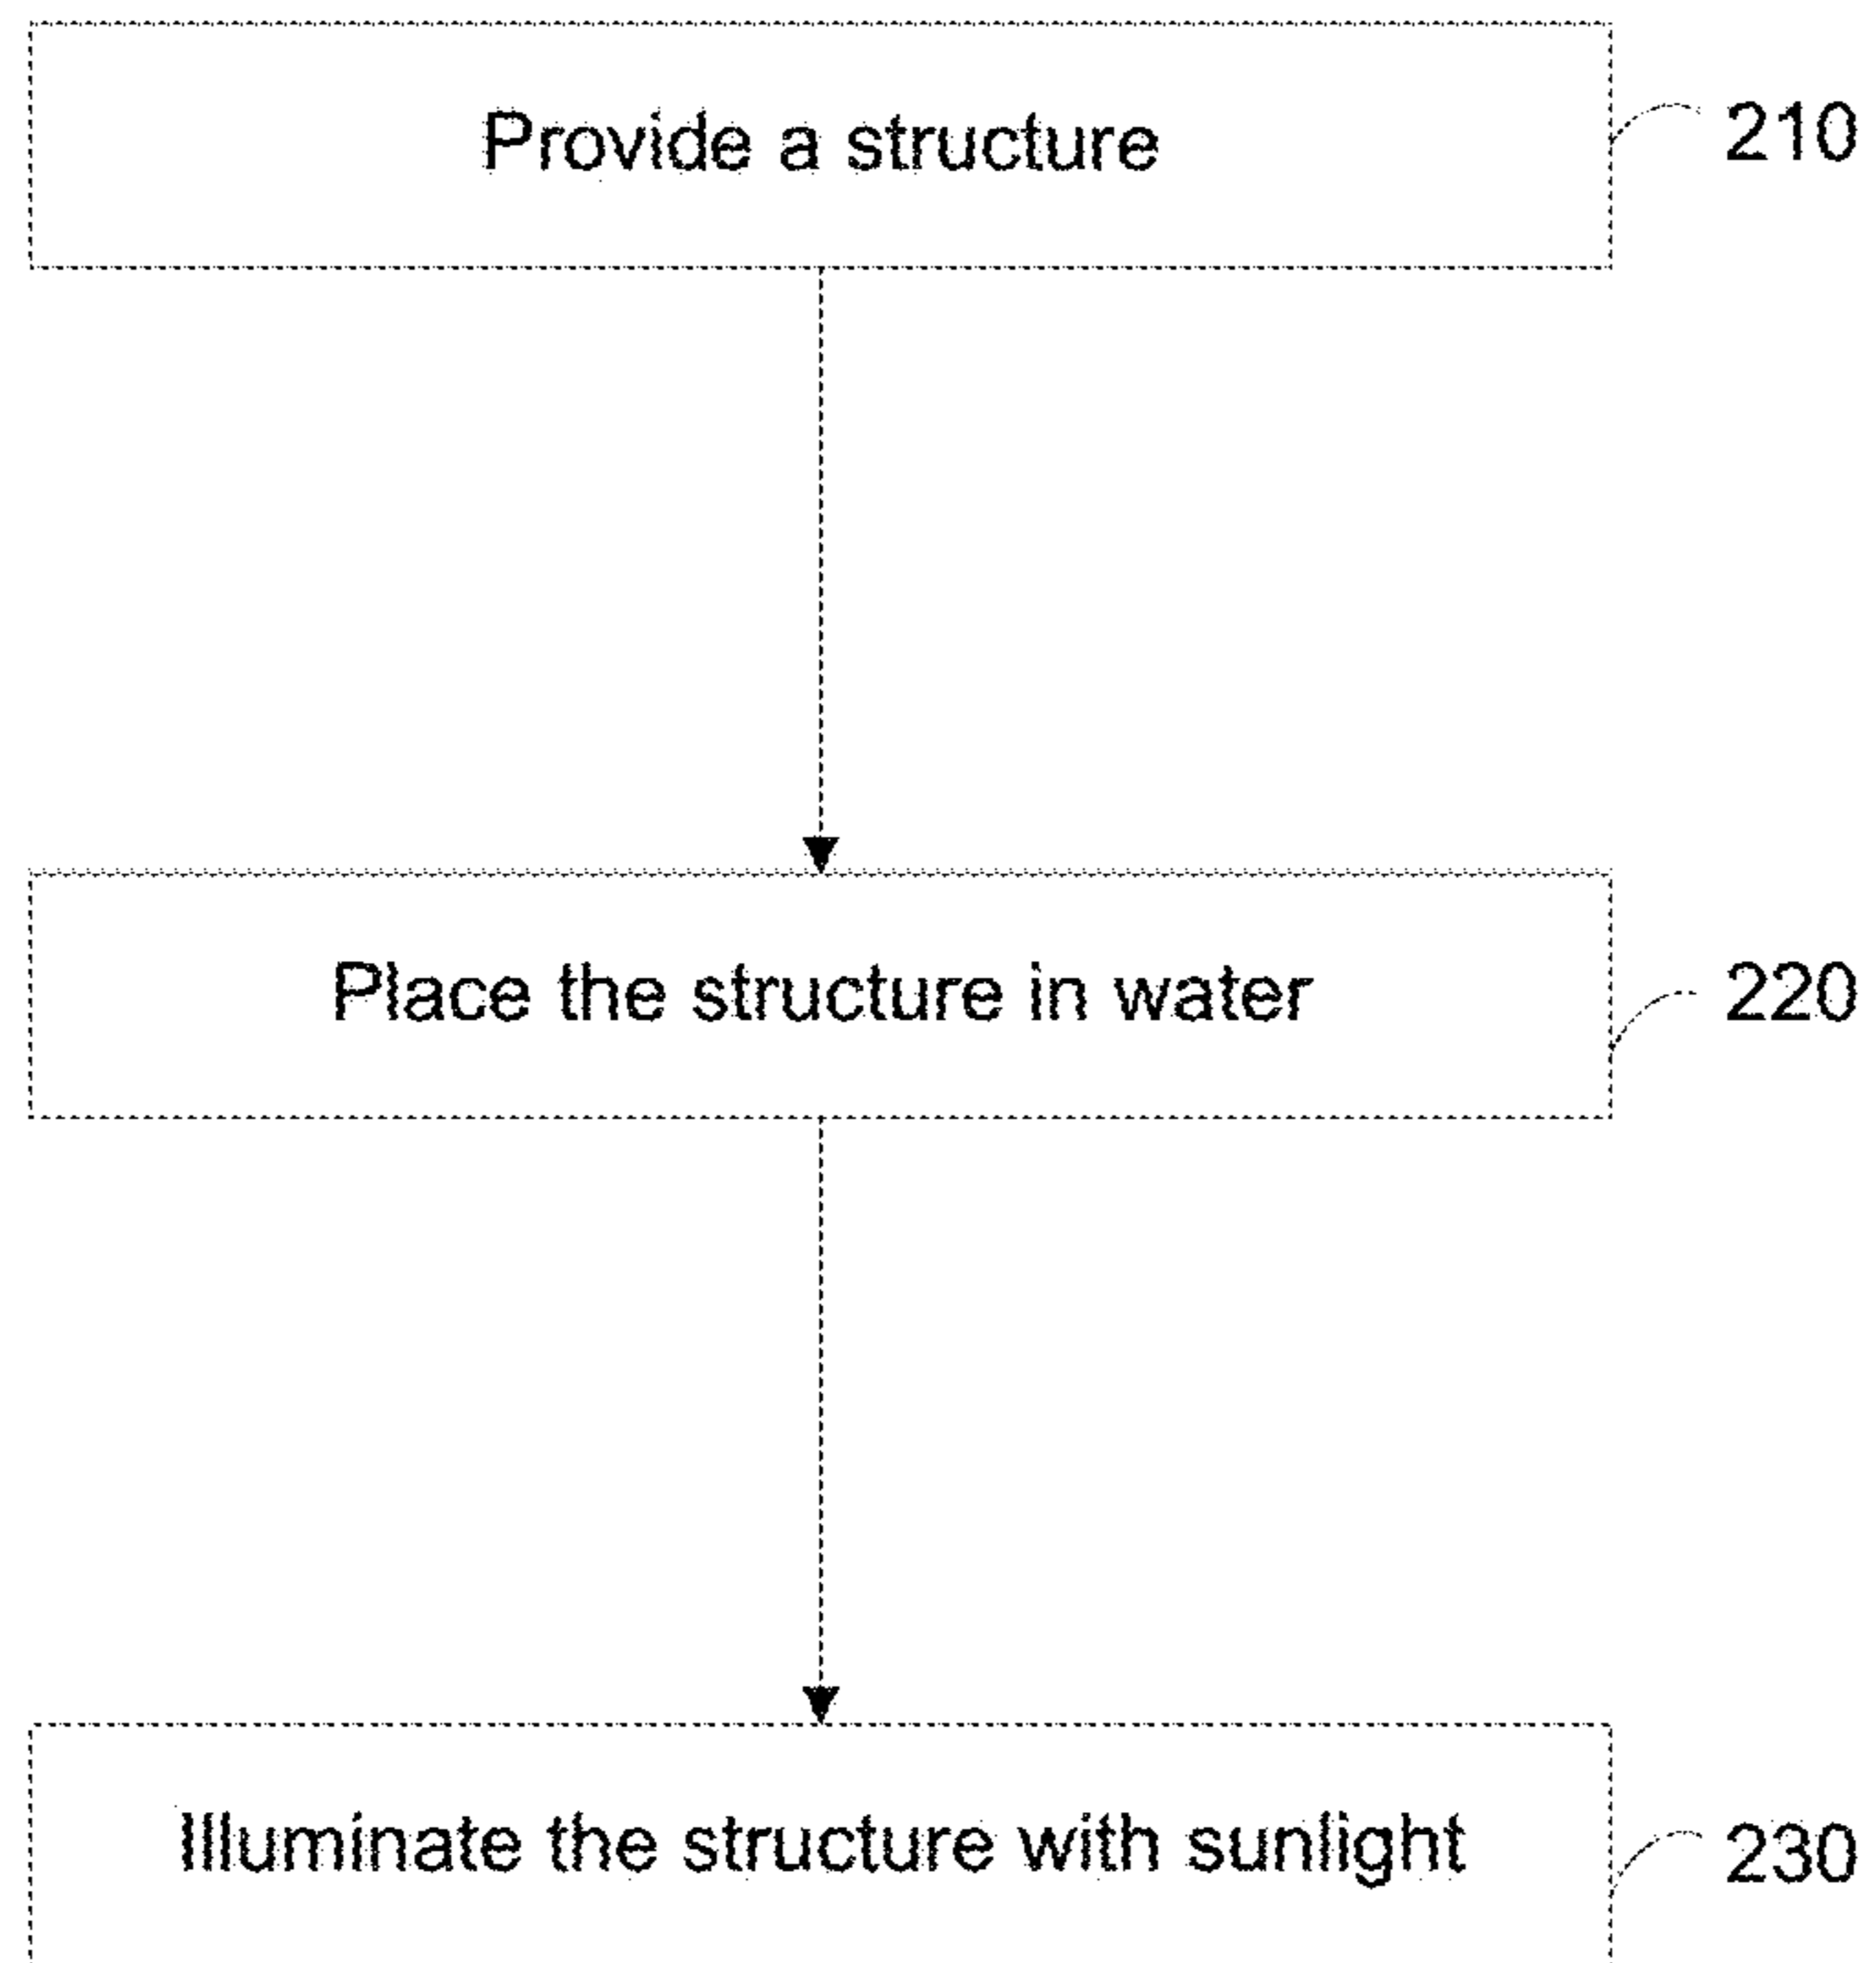 Provide a structure 210
Place the structure in water 220
Illuminate the structure with sunlight 230